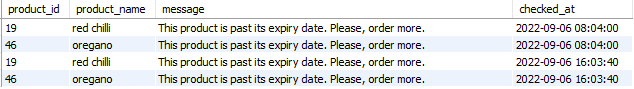 product_id product_name message checked_at
19 red chilli This product is past its expiry date. Please, order more. 2022-09-06 08:04:00
46 oregano This product is past its expiry date. Please, order more. 2022-09-06 08:04:00
19 red chilli This product is past its expiry date. Please, order more. 2022-09-06 16:03:40
46 oregano This product is past its expiry date. Please, order more. 2022-09-06 16:03:40